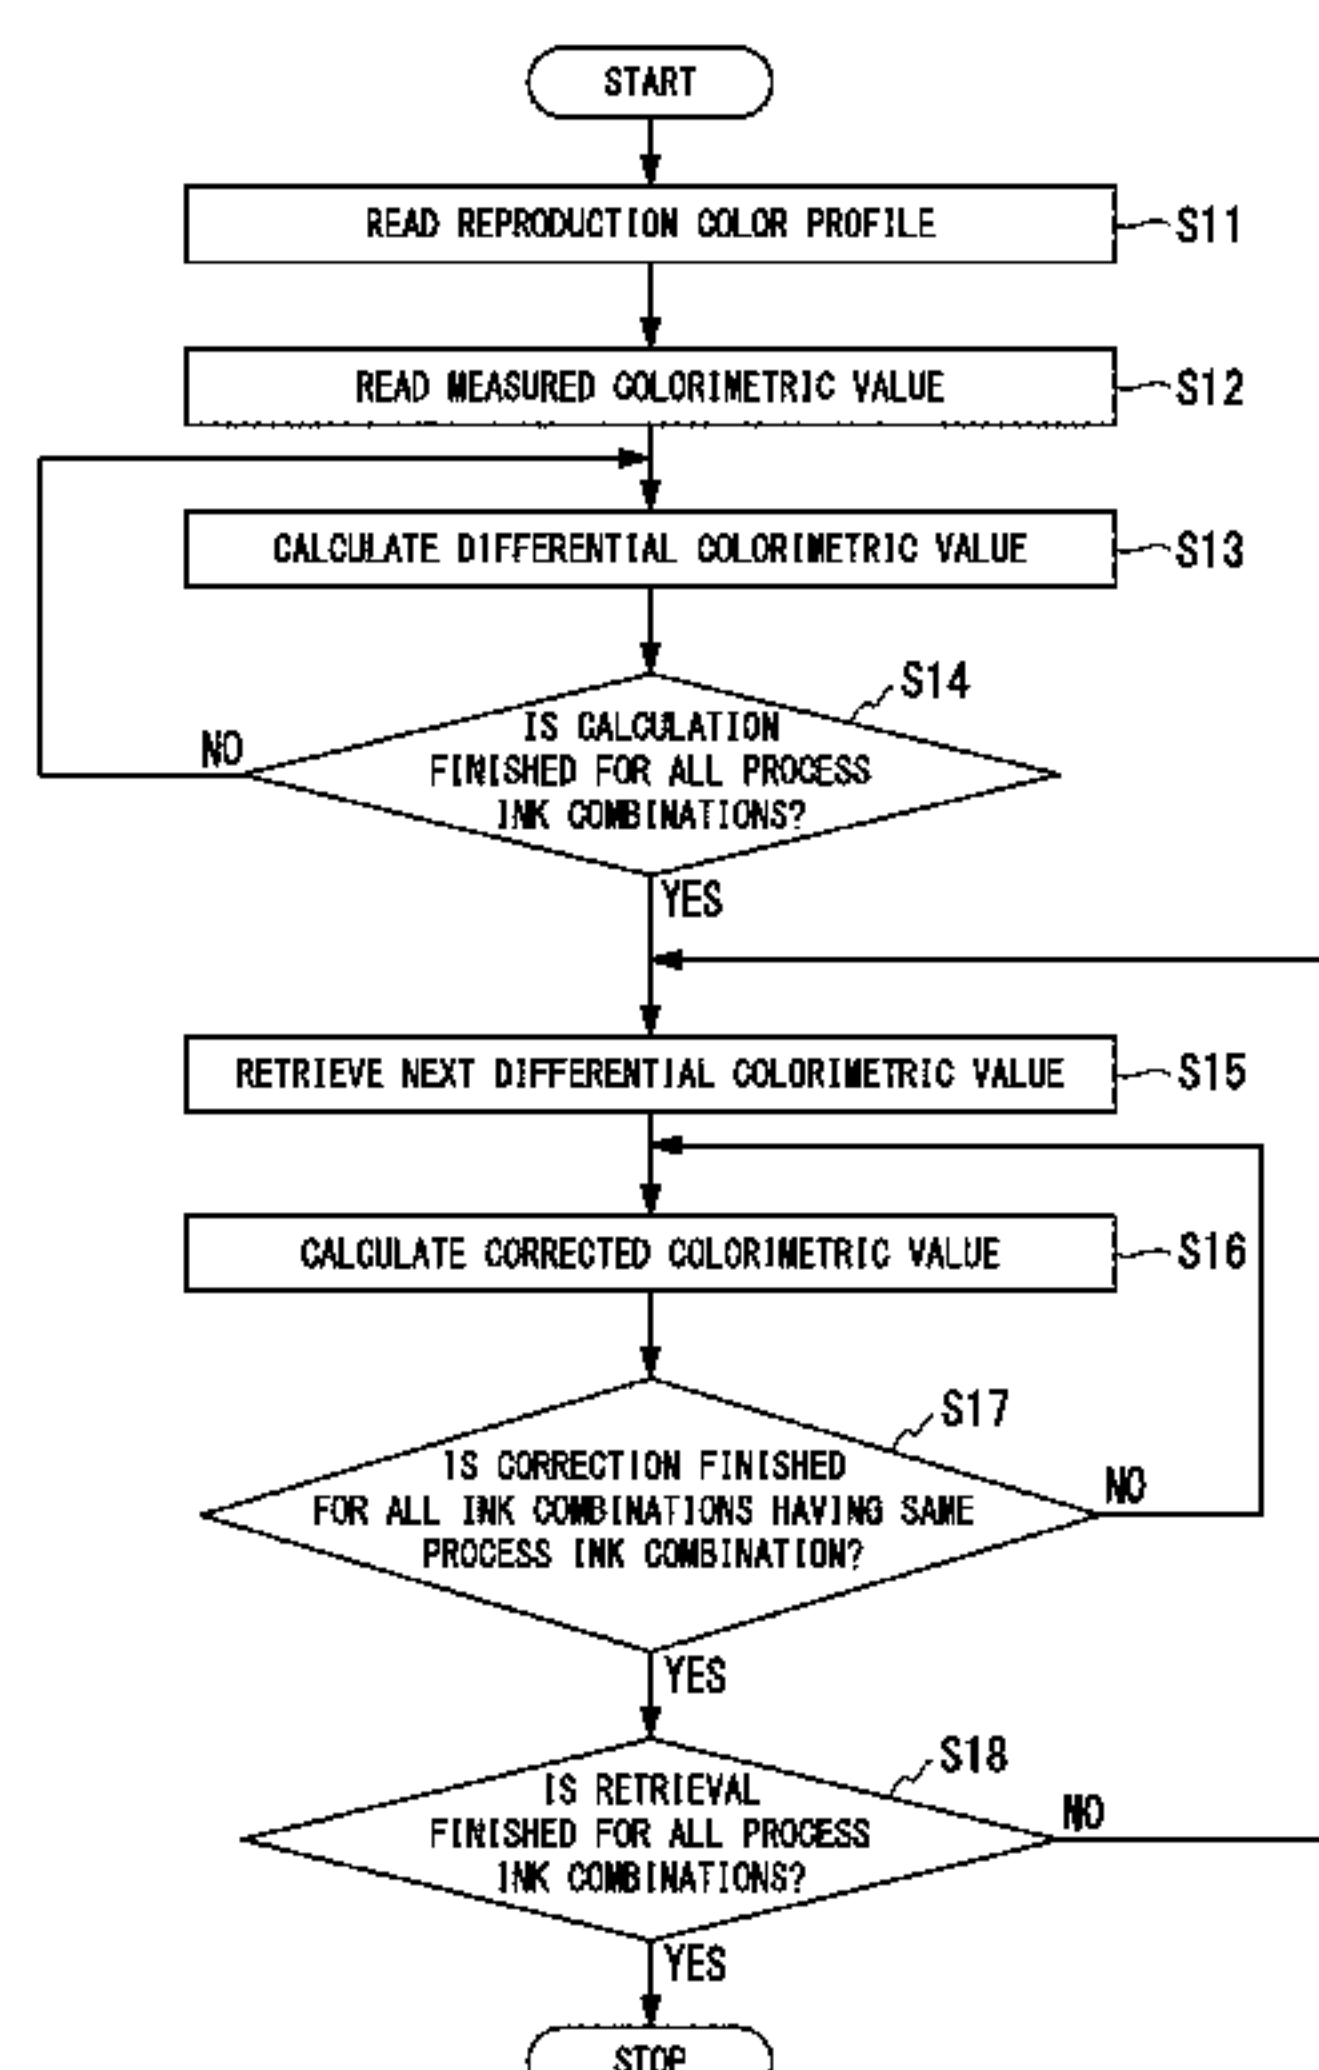 START
READ REPRODUCTION COLOR PROFILE
S11
READ MEASURED COLORIMETRIC VALUE
S12
CALCULATE DIFFERENTIAL COLORIMETRIC VALUE
S13
S14
IS CALCULATION
FINISHED FOR ALL PROCESS
INK COMBINATIONS?
NO
YES
RETRIEVE NEXT DIFFERENTIAL COLORIMETRIC VALUE
S15
CALCULATE CORRECTED COLORIMETRIC VALUE
S16
S17
IS CORRECTION FINISHED
FOR ALL INK COMBINATIONS HAVING SAME
PROCESS INK COMBINATION?
NO
YES
S18
IS RETRIEVAL
FINISHED FOR ALL PROCESS
INK COMBINATIONS?
NO
YES
STOP